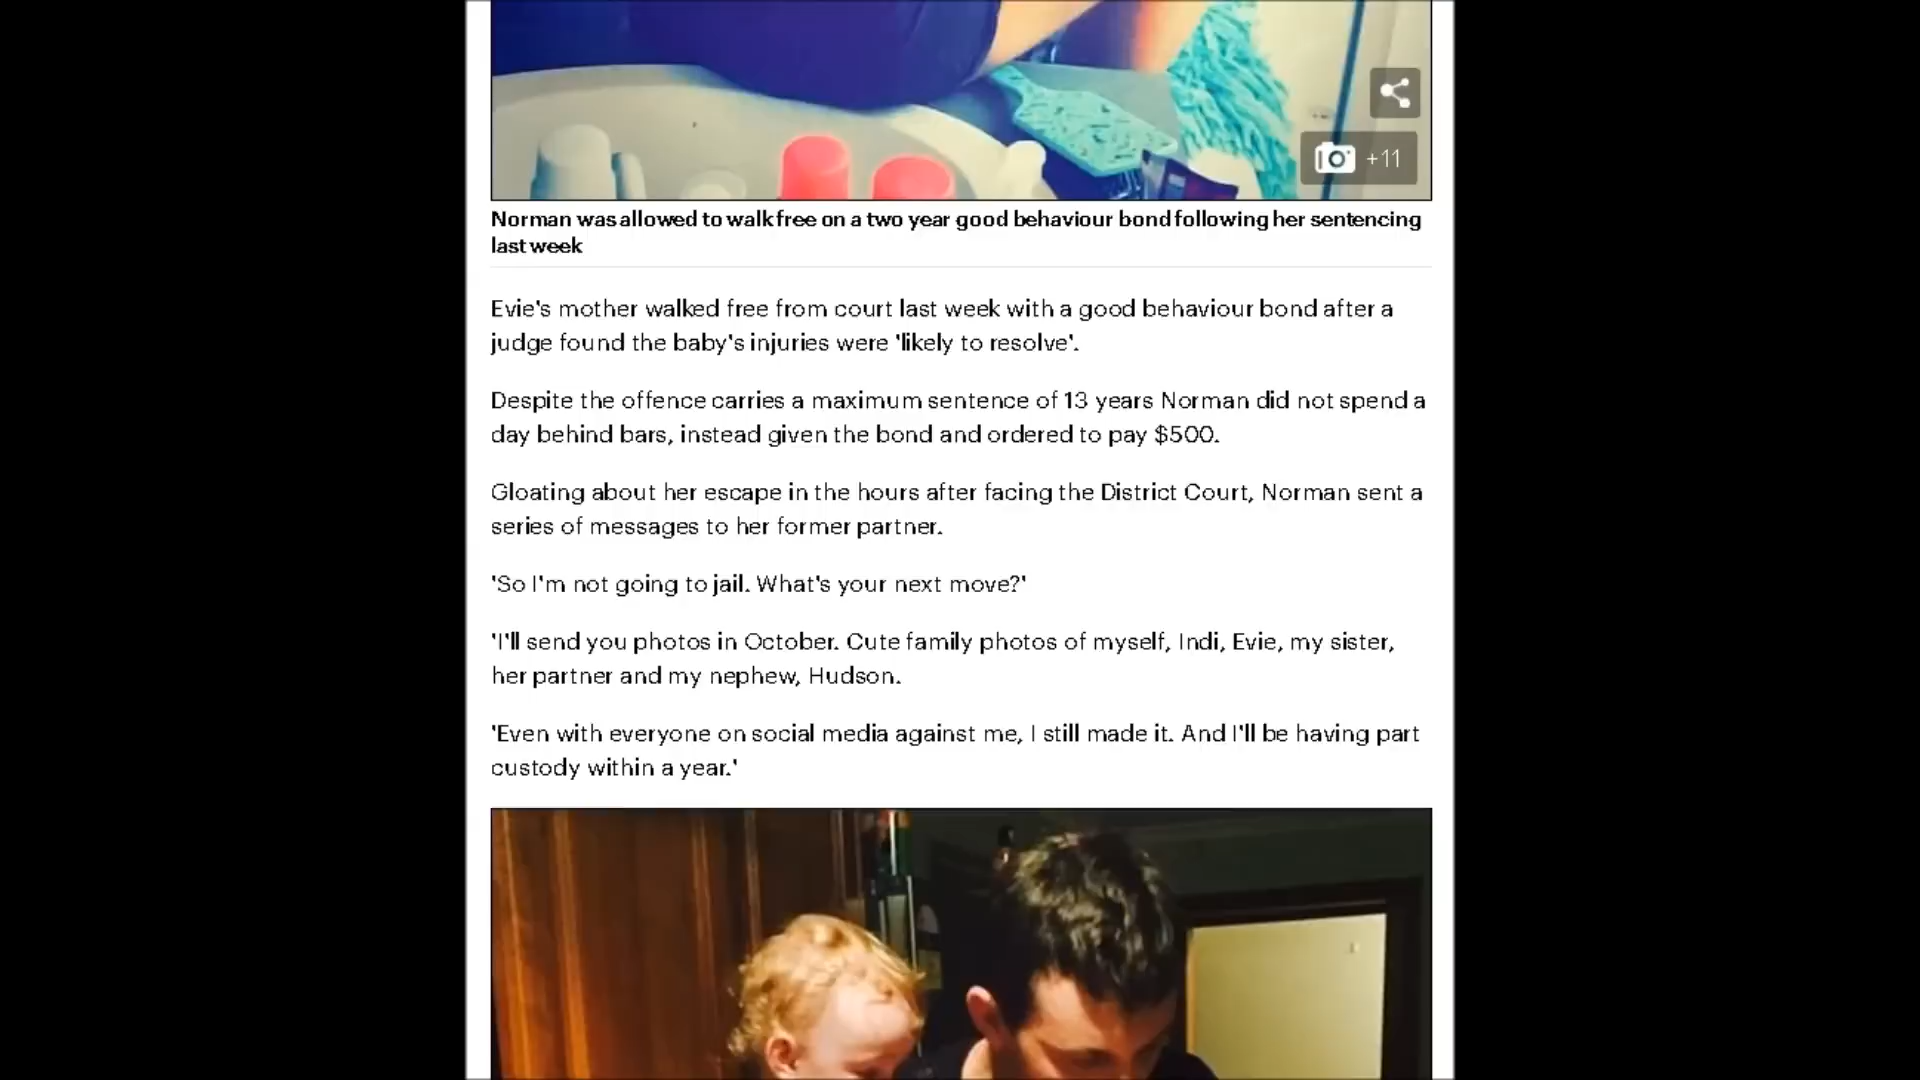 +11
Norman was allowed to walk free on a two year good behaviour bond following her sentencing
last week
Evie's mother walked free from court last week with a good behaviour bond after a
judge found the baby's injuries were 'likely to resolve'.
Despite the offence carries a maximum sentence of 13 years Norman did not spend a
day behind bars, instead given the bond and ordered to pay $500.
Gloating about her escape in the hours after facing the District Court, Norman sent a
series of messages to her former partner.
'So I'm not going to jail. What's your next move?'
'I'll send you photos in October. Cute family photos of myself, Indi, Evie, my sister,
her partner and my nephew, Hudson.
'Even with everyone on social media against me, I still made it. And I'll be having part
custody within a year.'